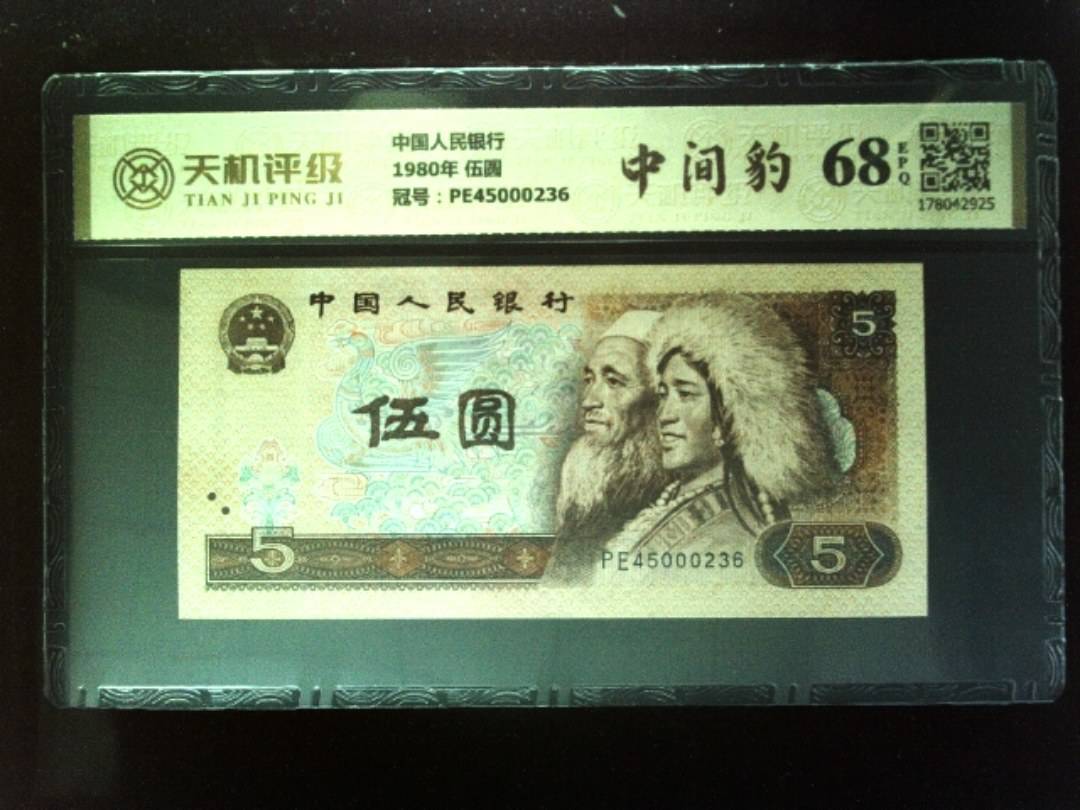 天机评级
TIAN JI PING JI
中国人民银行
1980年 伍圆
冠号：PE45000236
中间豹
68
EPQ
178042925
中国人民银行
5
伍圆
5
PE45000236
5